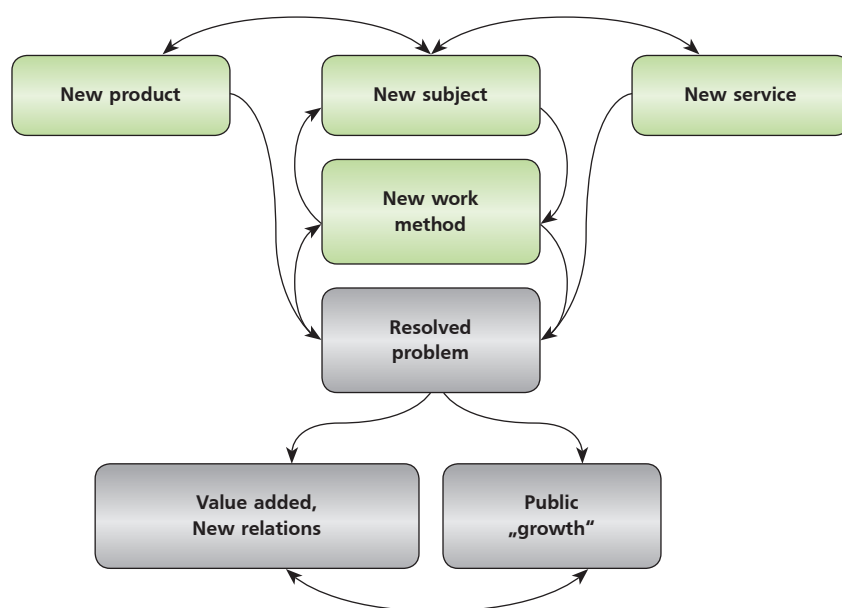 New product
New subject
New service
New work
method
Resolved
problem
Value added,
New relations
Public
„growth“